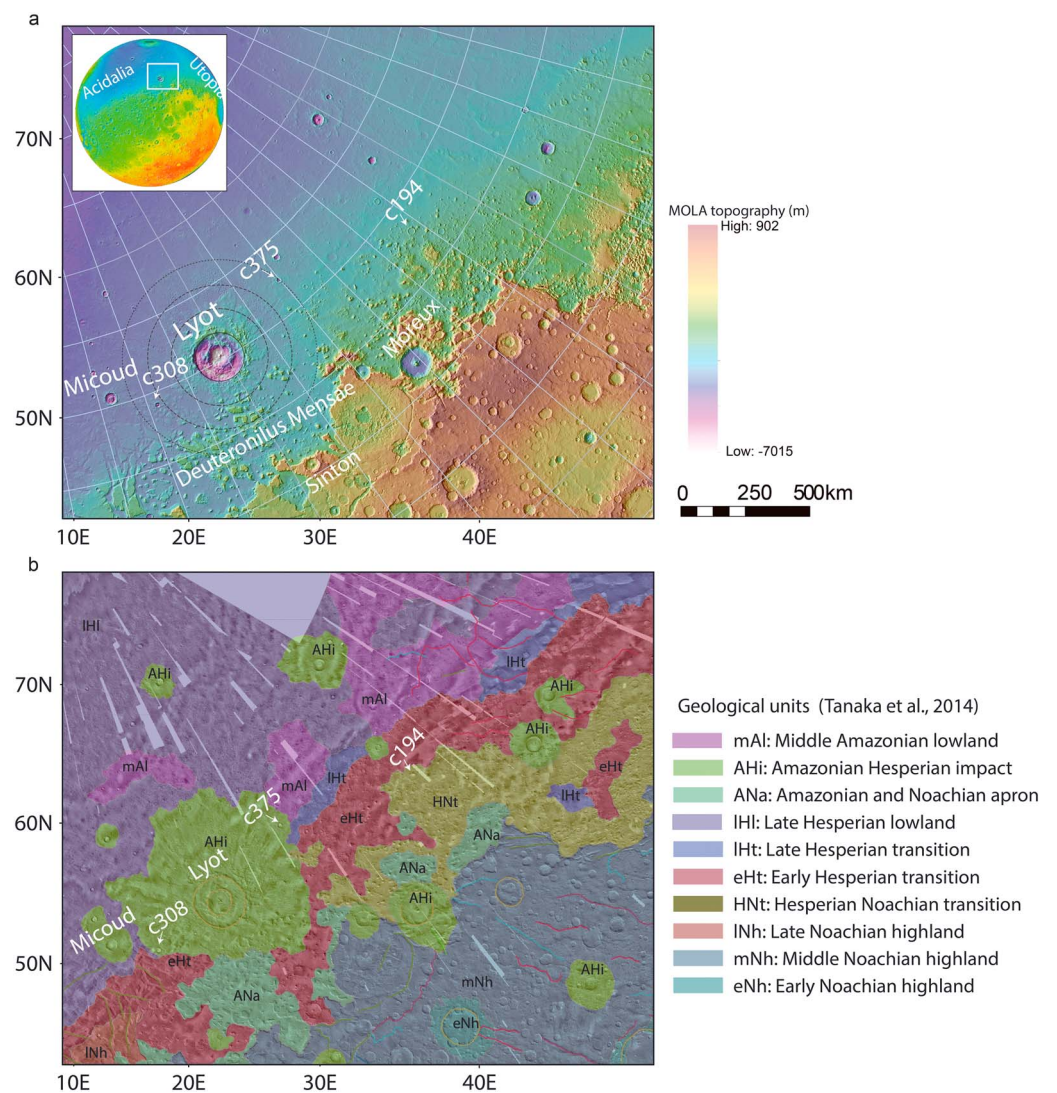 a
Acidalia
Utopia
70N
60N
50N
c194
c375
Lyot
Moreux
c308
Micoud
Deuteronilus Mensae
Sinton
10E 20E 30E 40E
MOLA topography (m)
High: 902
Low: -7015
0 250 500km
b
lHl
AHi
AHi
lHt
AHi
mAl
70N
AHi
c194
mAl
mAl
lHt
eHt
lHt
HNt
c375
eHt
60N
AHi
ANa
Lyot
ANa
AHi
Micoud
c308
eHt
50N
AHi
mNh
ANa
eNh
lNh
10E 20E 30E 40E
Geological units (Tanaka et al., 2014)
mAl: Middle Amazonian lowland
AHi: Amazonian Hesperian impact
ANa: Amazonian and Noachian apron
lHl: Late Hesperian lowland
lHt: Late Hesperian transition
eHt: Early Hesperian transition
HNt: Hesperian Noachian transition
lNh: Late Noachian highland
mNh: Middle Noachian highland
eNh: Early Noachian highland